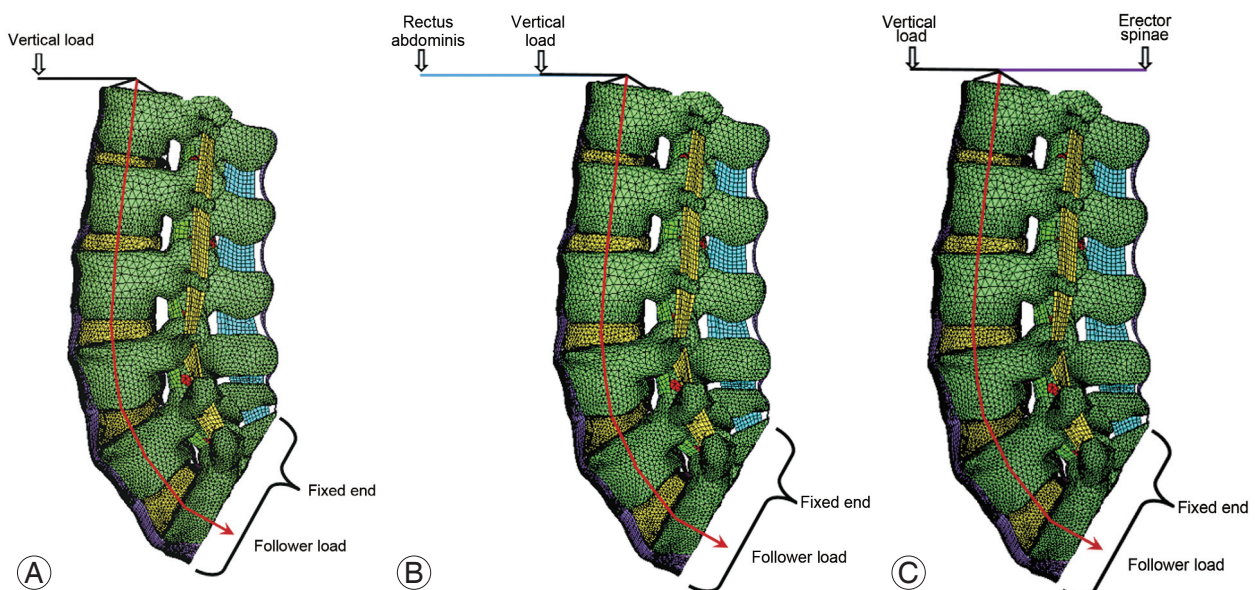 Vertical load
Fixed end
Follower load
A
Rectus
abdominis
Vertical
load
Fixed end
Follower load
B
Vertical
load
Erector
spinae
Fixed end
Follower load
C